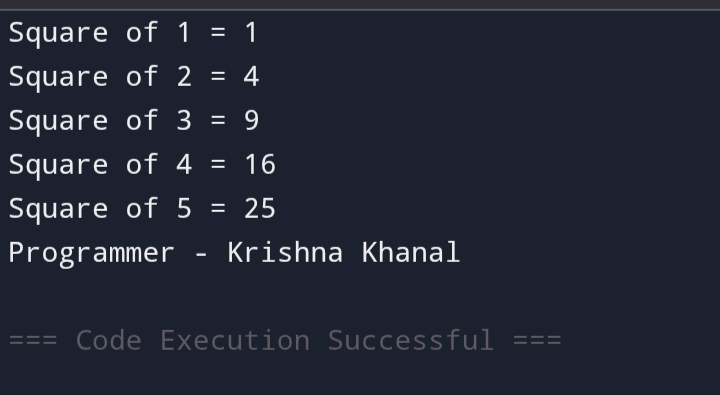 Square of 1 = 1
Square of 2 = 4
Square of 3 = 9
Square of 4 = 16
Square of 5 = 25
Programmer - Krishna Khanal
=== Code Execution Successful ===